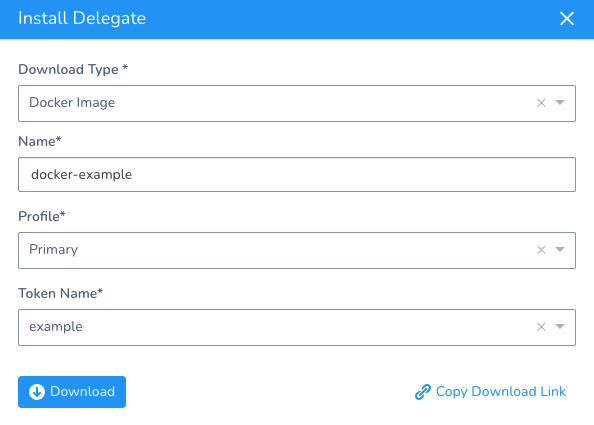 Install Delegate
Download Type *
Docker Image
Name*
docker-example
Profile*
Primary
Token Name*
example
Download
Copy Download Link